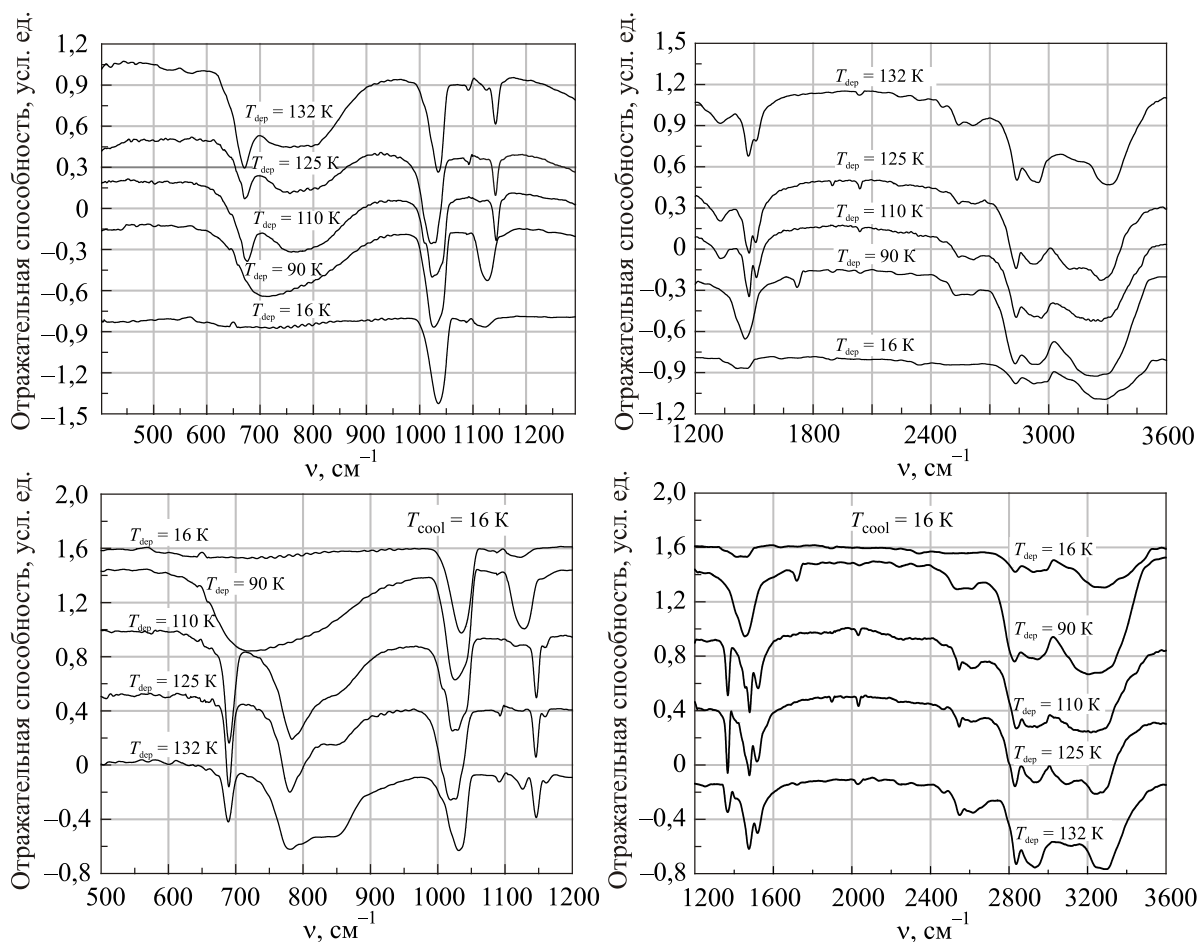 Отражательная способность, усл. ед.
1,2
0,9
0,6
0,3
0
–0,3
–0,6
–0,9
–1,2
–1,5
T_dep = 132 К
T_dep = 125 К
T_dep = 110 К
T_dep = 90 К
T_dep = 16 К
500 600 700 800 900 1000 1100 1200
ν, см⁻¹
Отражательная способность, усл. ед.
1,5
1,2
0,9
0,6
0,3
0
–0,3
–0,6
–0,9
–1,2
T_dep = 132 К
T_dep = 125 К
T_dep = 110 К
T_dep = 90 К
T_dep = 16 К
1200 1800 2400 3000 3600
ν, см⁻¹
Отражательная способность, усл. ед.
2,0
1,6
1,2
0,8
0,4
0
–0,4
–0,8
T_cool = 16 К
T_dep = 16 К
T_dep = 90 К
T_dep = 110 К
T_dep = 125 К
T_dep = 132 К
500 600 700 800 900 1000 1100 1200
ν, см⁻¹
Отражательная способность, усл. ед.
2,0
1,6
1,2
0,8
0,4
0
–0,4
–0,8
T_cool = 16 К
T_dep = 16 К
T_dep = 90 К
T_dep = 110 К
T_dep = 125 К
T_dep = 132 К
1200 1600 2000 2400 2800 3200 3600
ν, см⁻¹